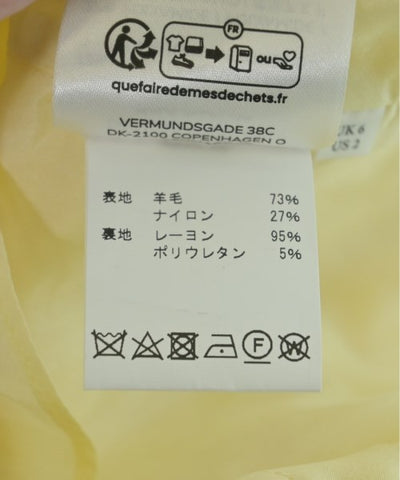 FR
OU
quefairedemesdechets.fr
VERMUNDSGADE 38C
DK-2100 COPENHAGEN O
UK 6
US 2
表地 羊毛 73%
ナイロン 27%
裏地 レーヨン 95%
ポリウレタン 5%
F
W